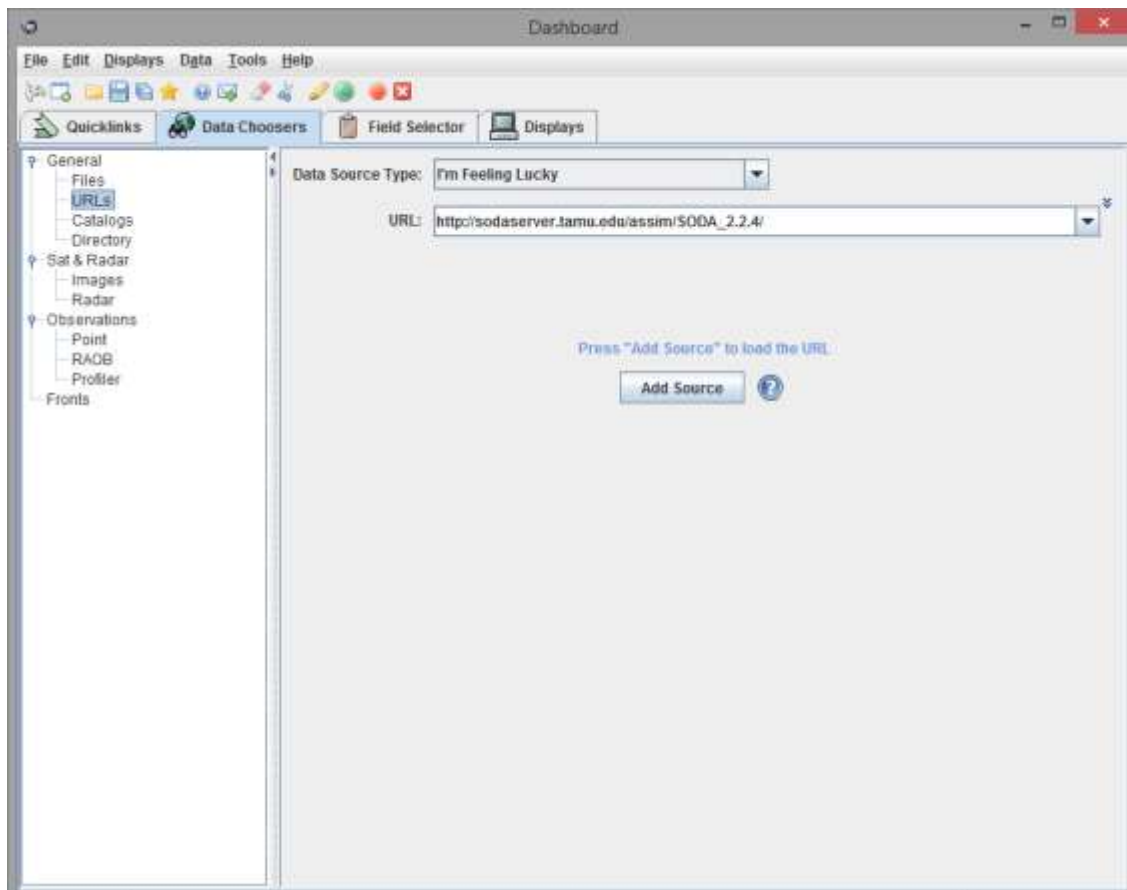 Dashboard
File Edit Displays Data Tools Help
Quicklinks Data Choosers Field Selector Displays
General
Files
URLs
Catalogs
Directory
Sat & Radar
Images
Radar
Observations
Point
RAOB
Profiler
Fronts
Data Source Type: I'm Feeling Lucky
URL: http://sodaserver.tamu.edu/assim/SODA_2.2.4/
Press "Add Source" to load the URL
Add Source